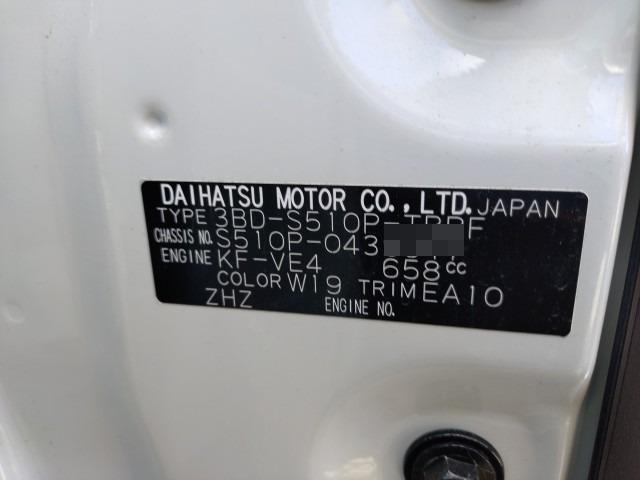 DAIHATSU MOTOR CO., LTD. JAPAN
TYPE 3BD-S510P-
CHASSIS NO. S510P-043
ENGINE KF-VE4 658cc
COLOR W19 TRIM EA10
ZHZ ENGINE NO.